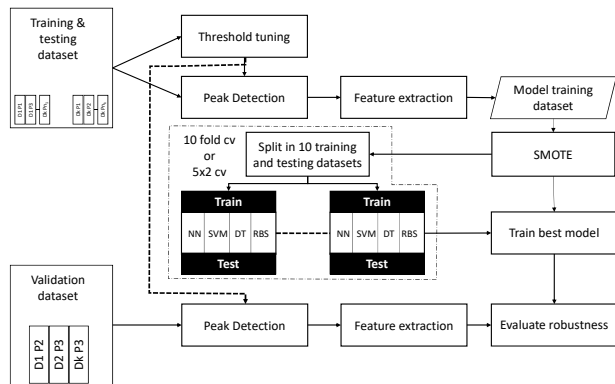 Training &
testing
dataset
D1 P1
D1 P3
Dk P1
Dk P2
Threshold tuning
Peak Detection
Feature extraction
Model training
dataset
10 fold cv
or
5x2 cv
Split in 10 training
and testing datasets
SMOTE
Train
NN SVM DT RBS
Test
Train
NN SVM DT RBS
Test
Train best model
Validation
dataset
D1 P2
D2 P3
Dk P3
Peak Detection
Feature extraction
Evaluate robustness